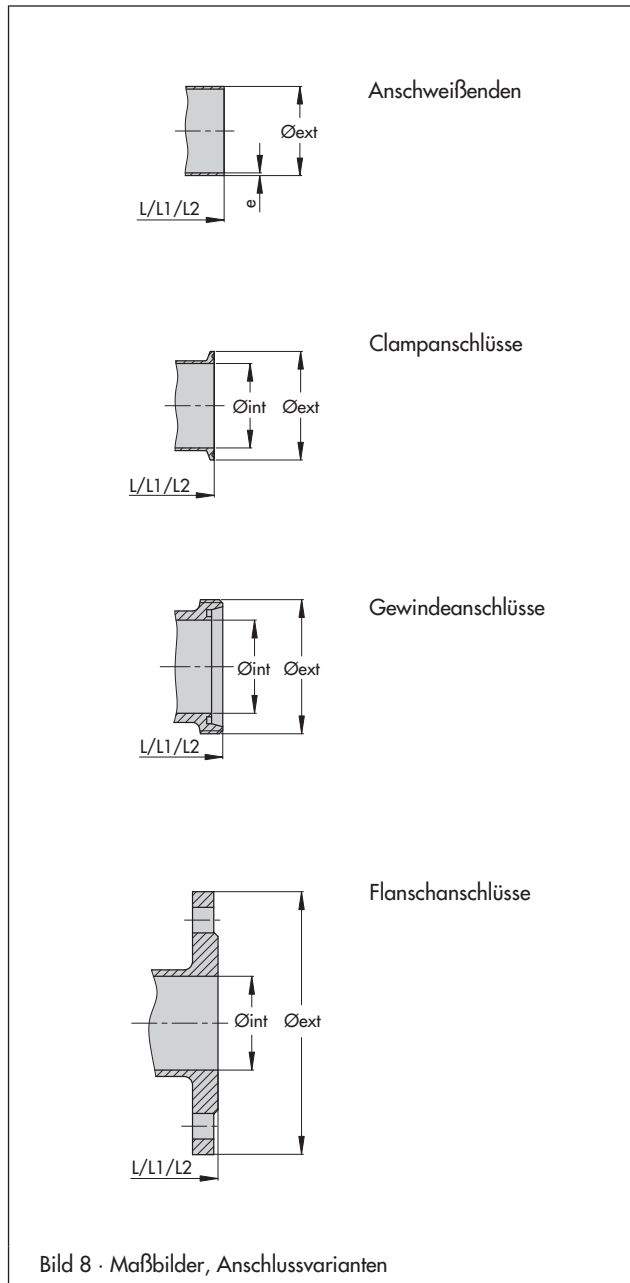 Anschweißenden
Øext
L/L1/L2
e
Clampanschlüsse
Øint Øext
L/L1/L2
Gewindeanschlüsse
Øint Øext
L/L1/L2
Flanschanschlüsse
Øint Øext
L/L1/L2
Bild 8 · Maßbilder, Anschlussvarianten